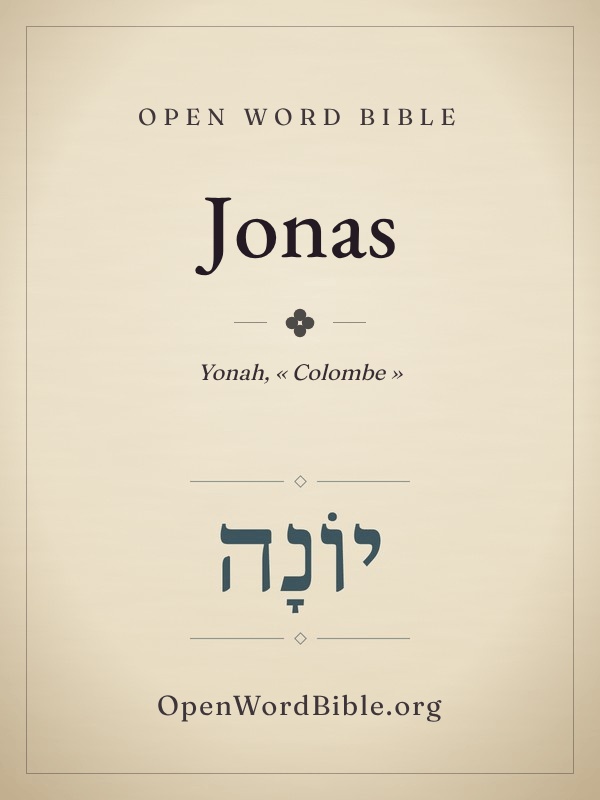 OPEN WORD BIBLE
Jonas
Yonah, « Colombe »
יוֹנָה
OpenWordBible.org